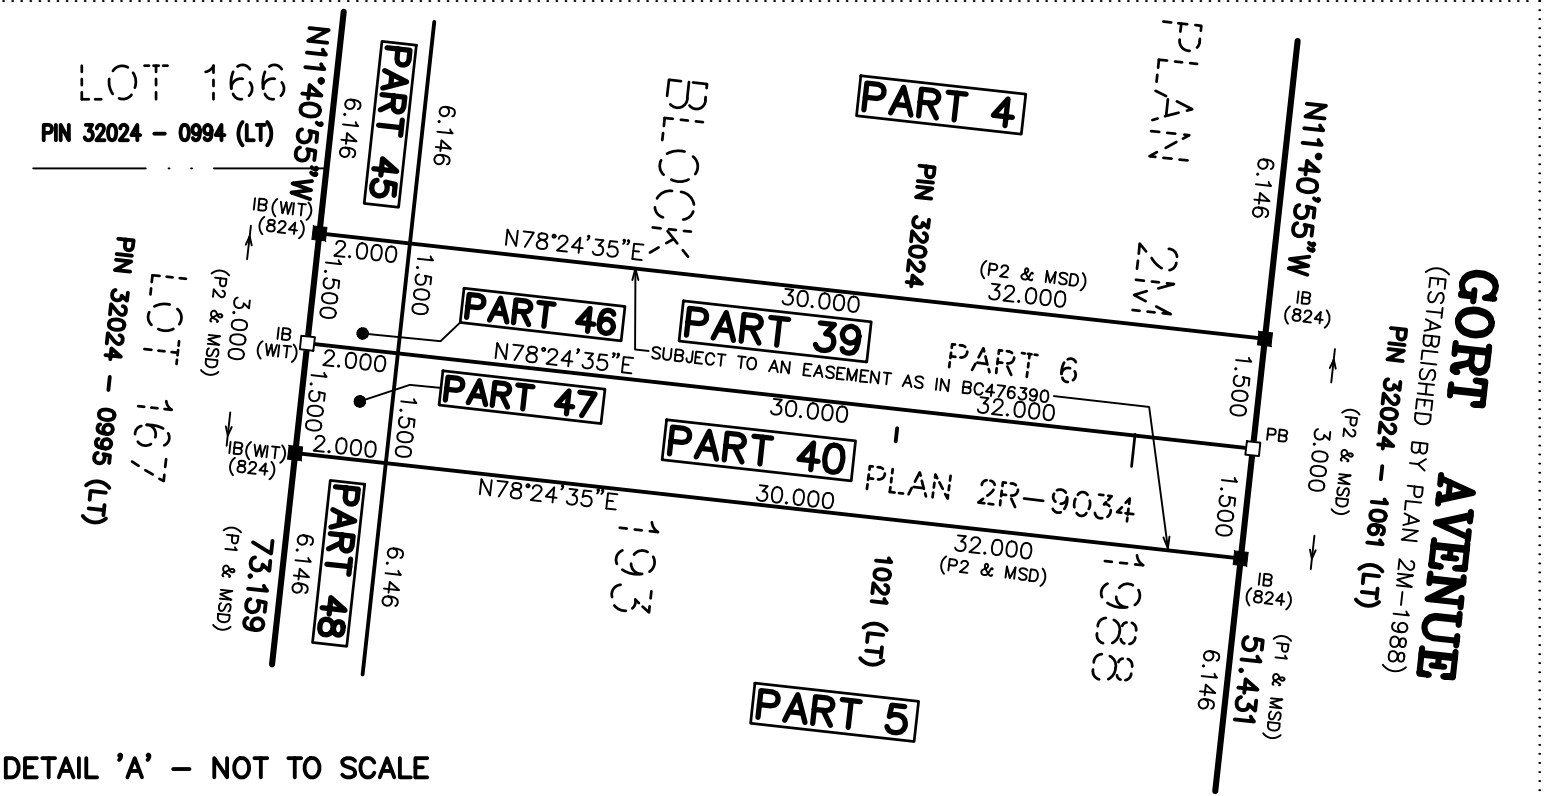 N11°40'55"W
6.146
PART 45
6.146
LOT 166
PIN 32024 - 0994 (LT)
BLOCK
PART 4
PIN 32024
PLAN
2M
6.146
N11°40'55"W
IB(WIT)
(824)
2.000
N78°24'35"E
30.000
(P2 & MSD)
32.000
IB
(824)
1.500
1.500
PART 46
PART 39
PART 6
1.500
3.000
(P2 & MSD)
IB
(WIT)
2.000
N78°24'35"E
SUBJECT TO AN EASEMENT AS IN BC476390
30.000
32.000
PB
PIN 32024 - 0995 (LT)
LOT 167
1.500
1.500
PART 47
PART 40
PLAN 2R-9034
1.500
3.000
(P2 & MSD)
IB(WIT)
(824)
2.000
N78°24'35"E
30.000
32.000
(P2 & MSD)
IB
(824)
73.159
(P1 & MSD)
6.146
PART 48
6.146
193
1021 (LT)
1988
6.146
51.431
(P1 & MSD)
PART 5
GORT AVENUE
(ESTABLISHED BY PLAN 2M-1988)
PIN 32024 - 1061 (LT)
DETAIL 'A' - NOT TO SCALE